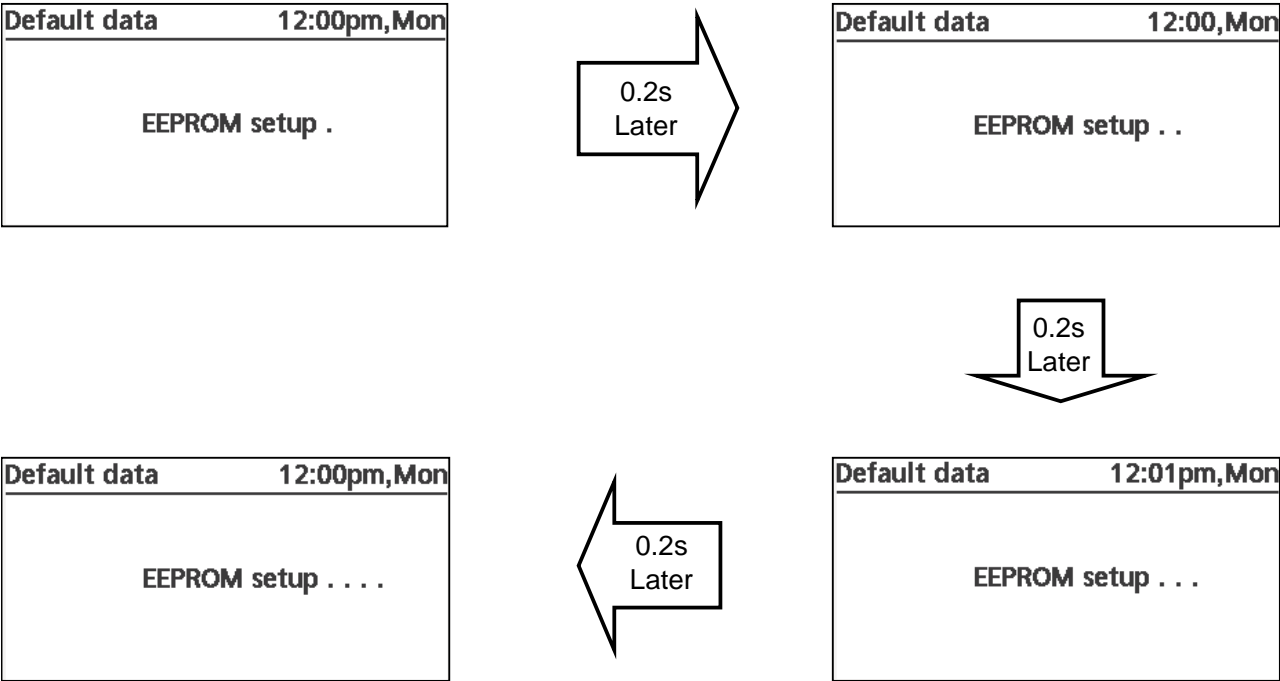 Default data 12:00pm,Mon
EEPROM setup .
0.2s
Later
Default data 12:00,Mon
EEPROM setup . .
0.2s
Later
Default data 12:01pm,Mon
EEPROM setup . . .
0.2s
Later
Default data 12:00pm,Mon
EEPROM setup . . . .